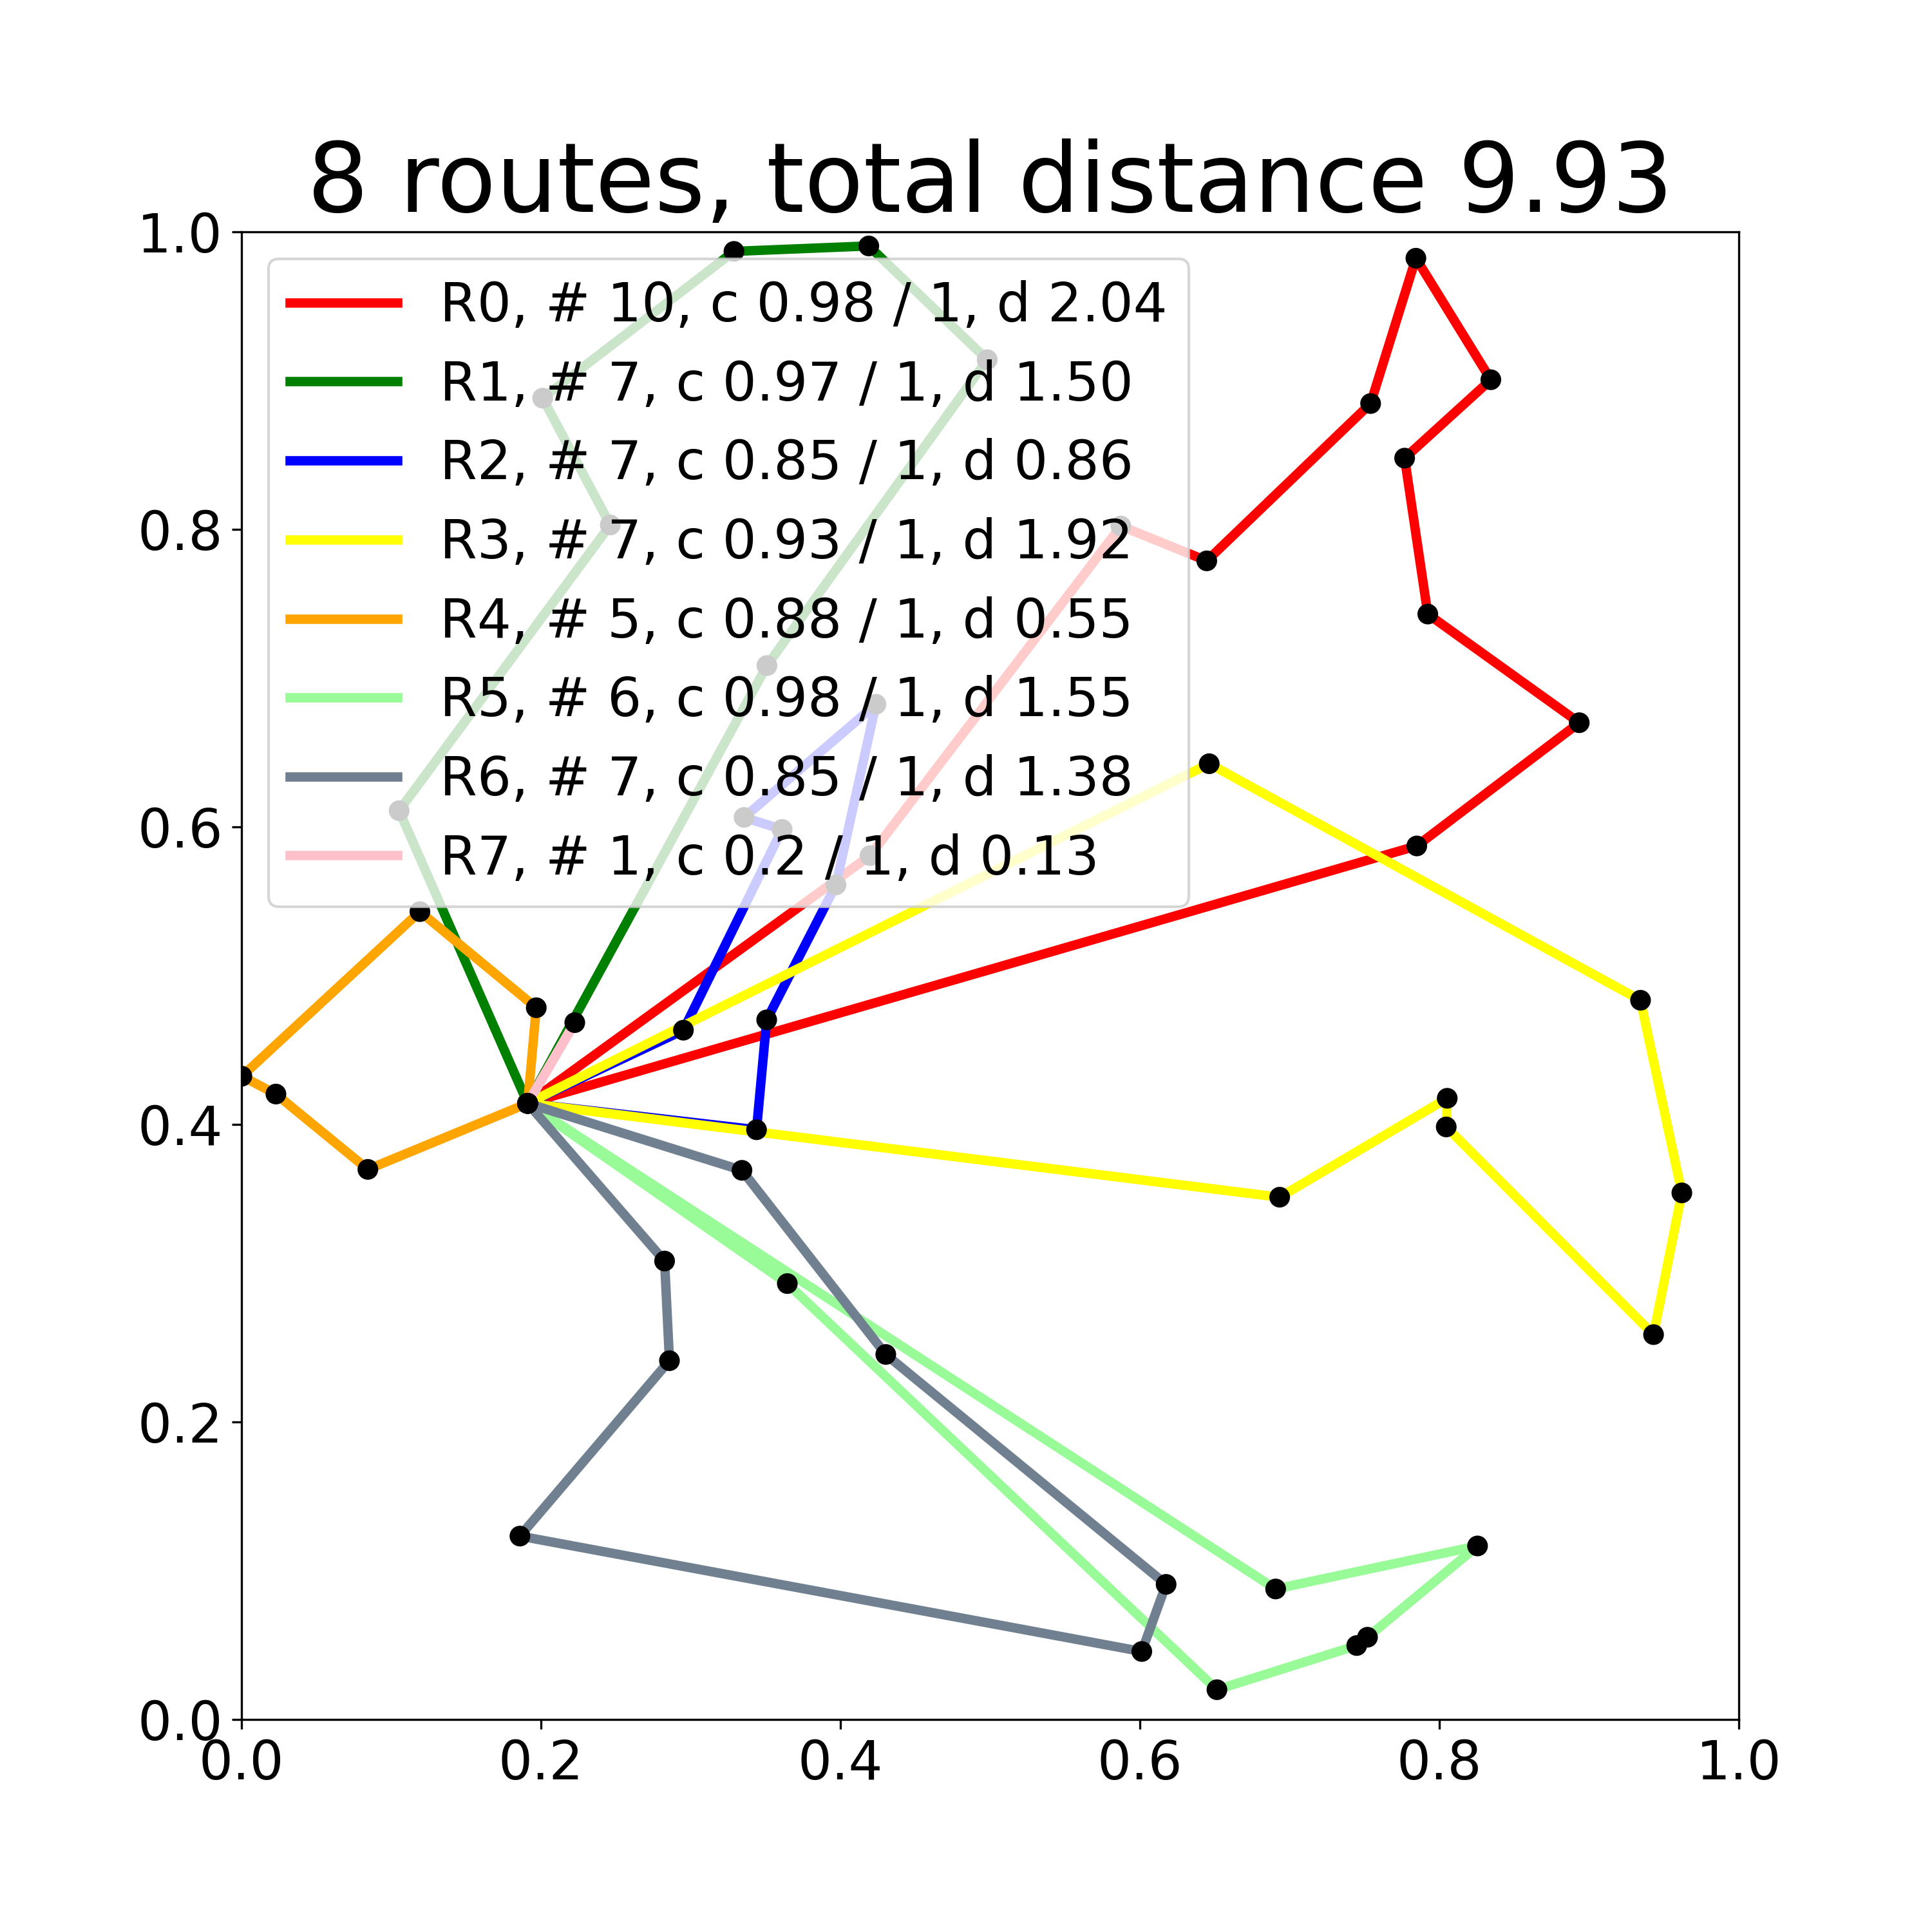 8 routes, total distance 9.93
1.0
0.8
0.6
0.4
0.2
0.0
R0, # 10, c 0.98 / 1, d 2.04
R1, # 7, c 0.97 / 1, d 1.50
R2, # 7, c 0.85 / 1, d 0.86
R3, # 7, c 0.93 / 1, d 1.92
R4, # 5, c 0.88 / 1, d 0.55
R5, # 6, c 0.98 / 1, d 1.55
R6, # 7, c 0.85 / 1, d 1.38
R7, # 1, c 0.2 / 1, d 0.13
0.0 0.2 0.4 0.6 0.8 1.0